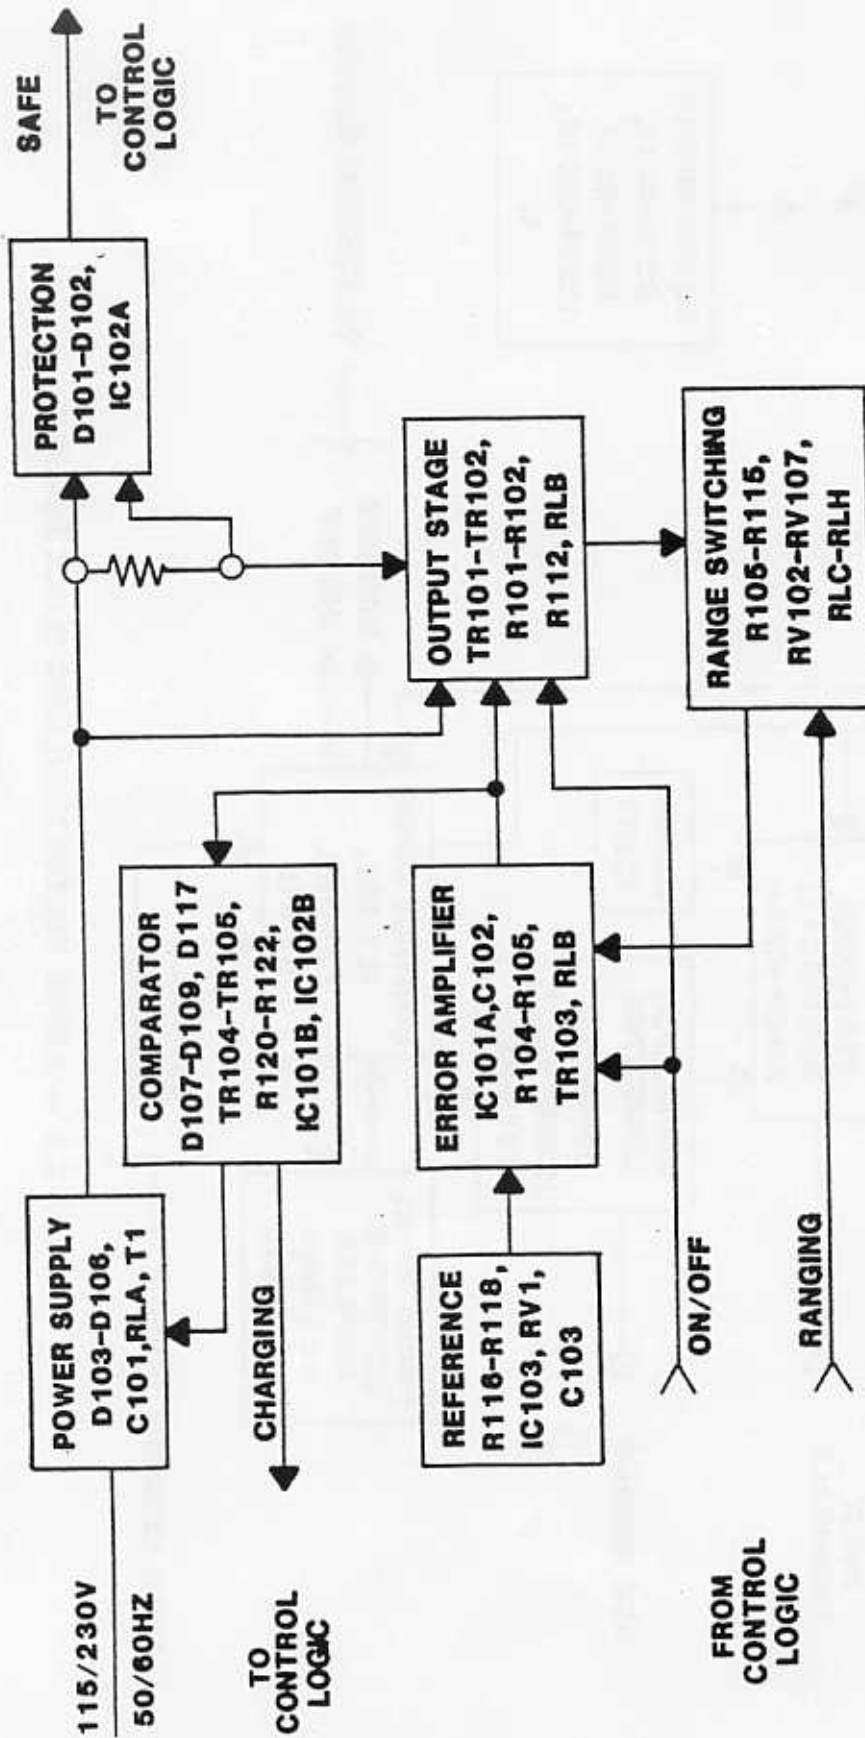 115/230V
50/60HZ
POWER SUPPLY
D103-D106,
C101,RLA,T1
PROTECTION
D101-D102,
IC102A
SAFE
TO
CONTROL
LOGIC
COMPARATOR
D107-D109, D117
TR104-TR105,
R120-R122,
IC101B, IC102B
CHARGING
TO
CONTROL
LOGIC
OUTPUT STAGE
TR101-TR102,
R101-R102,
R112, RLB
REFERENCE
R116-R118,
IC103, RV1,
C103
ERROR AMPLIFIER
IC101A,C102,
R104-R105,
TR103, RLB
RANGE SWITCHING
R105-R115,
RV102-RV107,
RLC-RLH
ON/OFF
FROM
CONTROL
LOGIC
RANGING